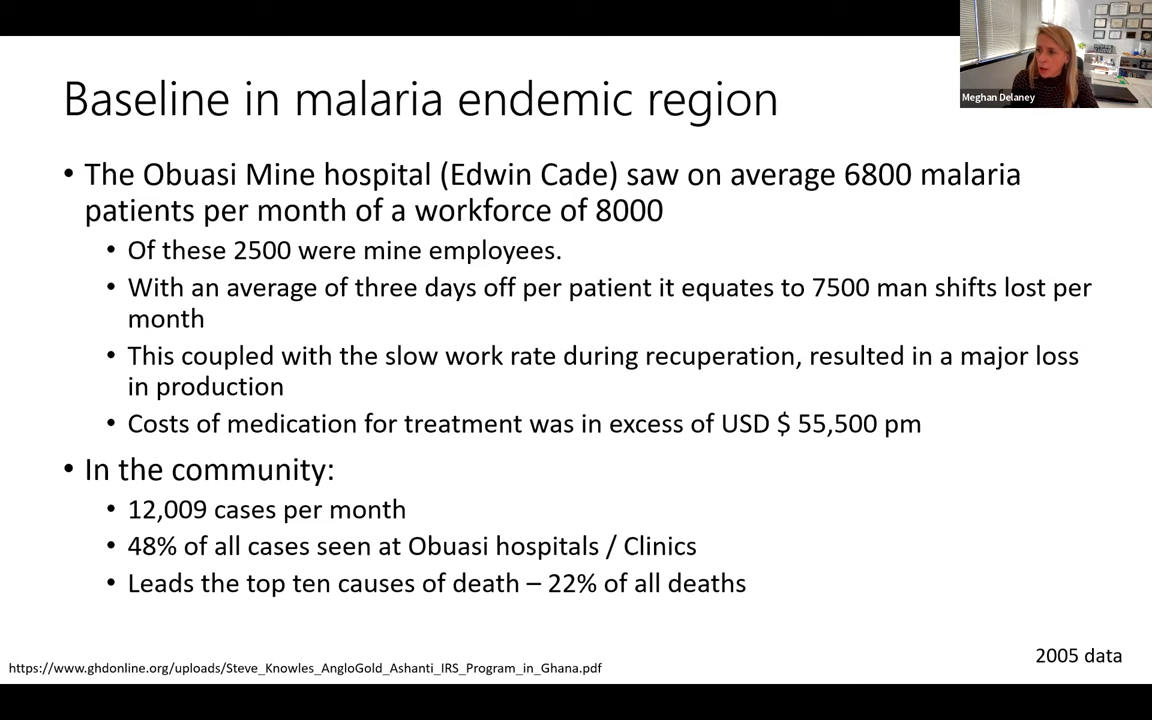 Meghan Delaney
Baseline in malaria endemic region
• The Obuasi Mine hospital (Edwin Cade) saw on average 6800 malaria
patients per month of a workforce of 8000
• Of these 2500 were mine employees.
• With an average of three days off per patient it equates to 7500 man shifts lost per
month
• This coupled with the slow work rate during recuperation, resulted in a major loss
in production
• Costs of medication for treatment was in excess of USD $ 55,500 pm
• In the community:
• 12,009 cases per month
• 48% of all cases seen at Obuasi hospitals / Clinics
• Leads the top ten causes of death – 22% of all deaths
2005 data
https://www.ghdonline.org/uploads/Steve_Knowles_AngloGold_Ashanti_IRS_Program_in_Ghana.pdf